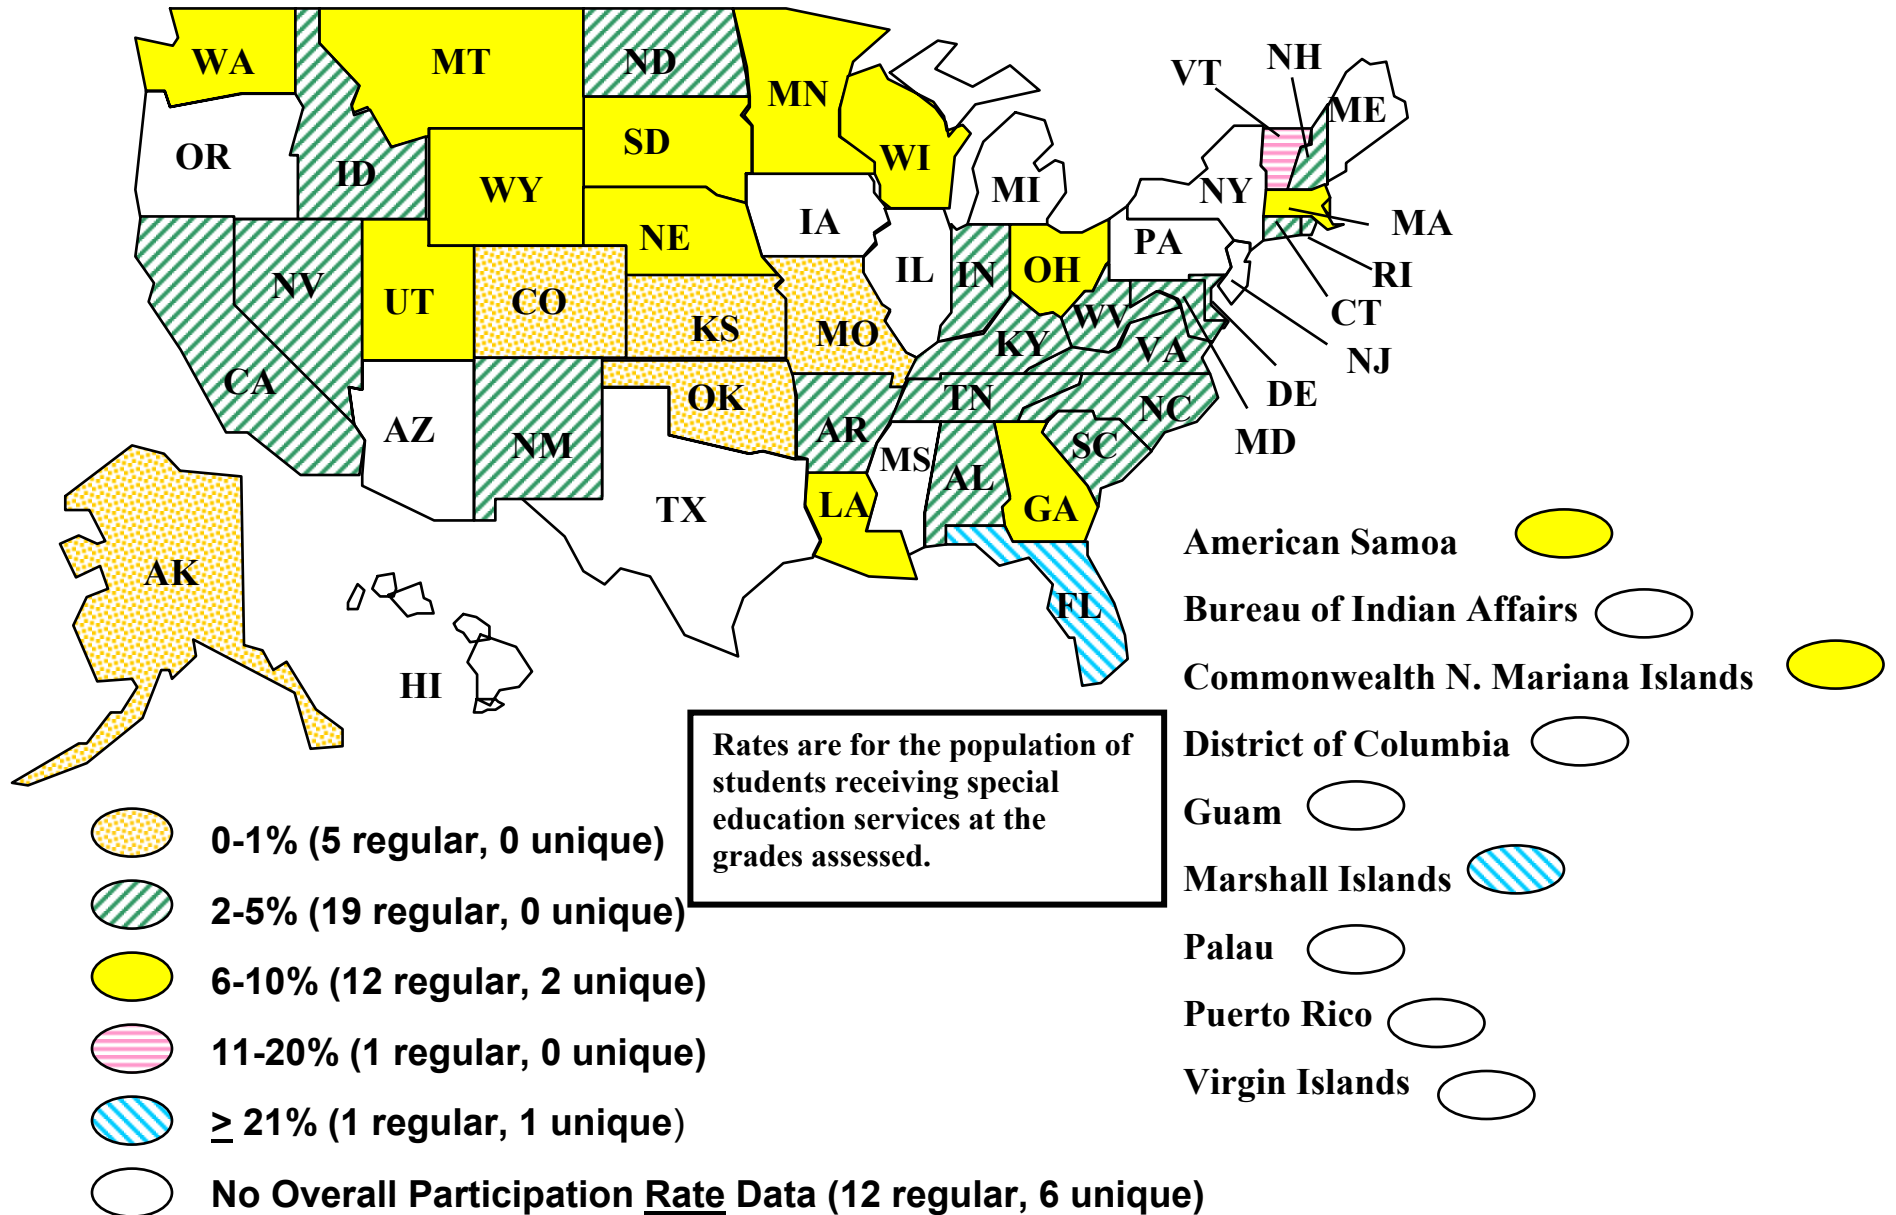 WA
MT
ND
MN
VT
NH
ME
OR
ID
SD
WI
WY
MI
NY
IA
NE
MA
PA
NV
UT
CO
IL
IN
OH
RI
KS
MO
WV
CT
KY
VA
NJ
CA
OK
TN
NC
DE
AZ
NM
AR
MS
SC
MD
AL
LA
GA
TX
AK
FL
HI
American Samoa
Bureau of Indian Affairs
Commonwealth N. Mariana Islands
District of Columbia
Guam
Marshall Islands
Palau
Puerto Rico
Virgin Islands
Rates are for the population of
students receiving special
education services at the
grades assessed.
0-1% (5 regular, 0 unique)
2-5% (19 regular, 0 unique)
6-10% (12 regular, 2 unique)
11-20% (1 regular, 0 unique)
≥ 21% (1 regular, 1 unique)
No Overall Participation Rate Data (12 regular, 6 unique)